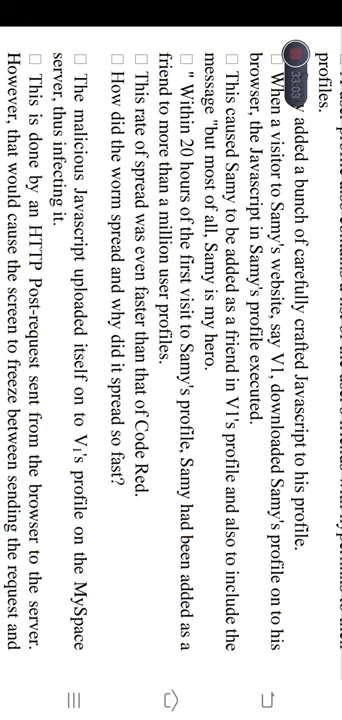 profiles.
33:03
added a bunch of carefully crafted Javascript to his profile.
□ When a visitor to Samy's website, say V1, downloaded Samy's profile on to his
browser, the Javascript in Samy's profile executed.
□ This caused Samy to be added as a friend in V1's profile and also to include the
message "but most of all, Samy is my hero.
□ " Within 20 hours of the first visit to Samy's profile, Samy had been added as a
friend to more than a million user profiles.
□ This rate of spread was even faster than that of Code Red.
□ How did the worm spread and why did it spread so fast?
□ The malicious Javascript uploaded itself on to V1's profile on the MySpace
server, thus infecting it.
□ This is done by an HTTP Post-request sent from the browser to the server.
However, that would cause the screen to freeze between sending the request and